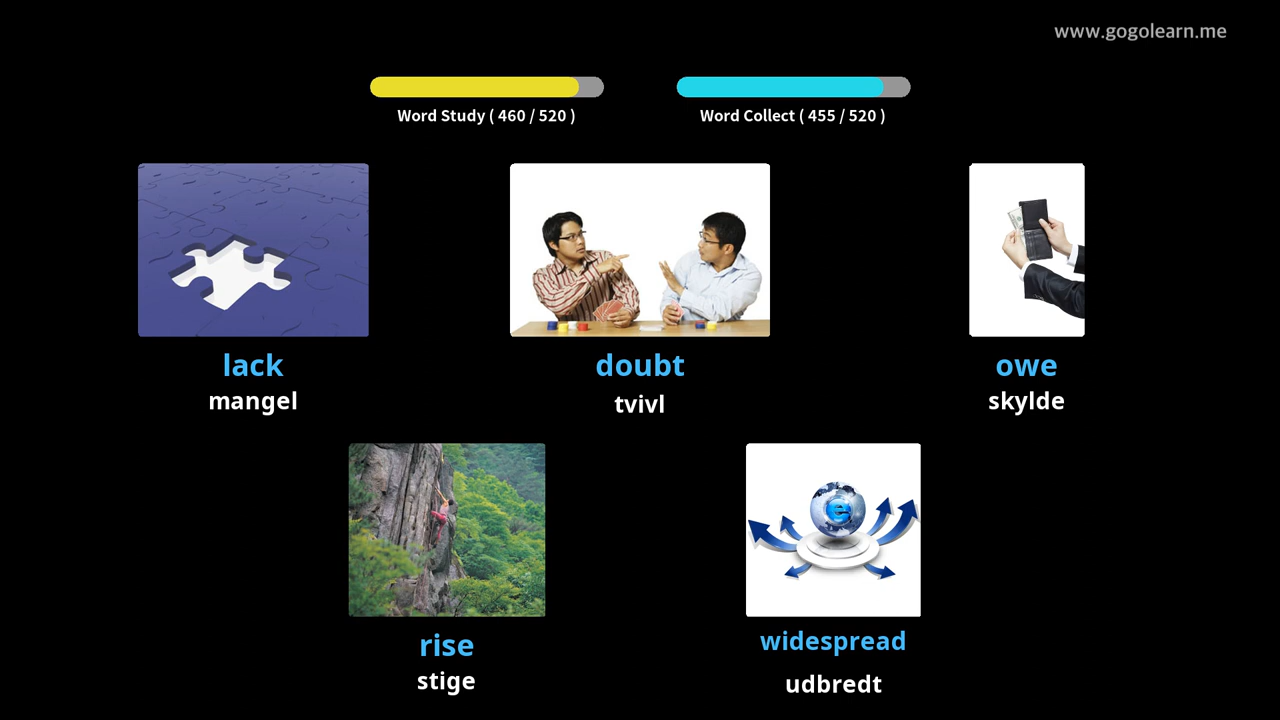 www.gogolearn.me
Word Study ( 460 / 520 )
Word Collect ( 455 / 520 )
lack
mangel
doubt
tvivl
owe
skylde
e
rise
stige
widespread
udbredt